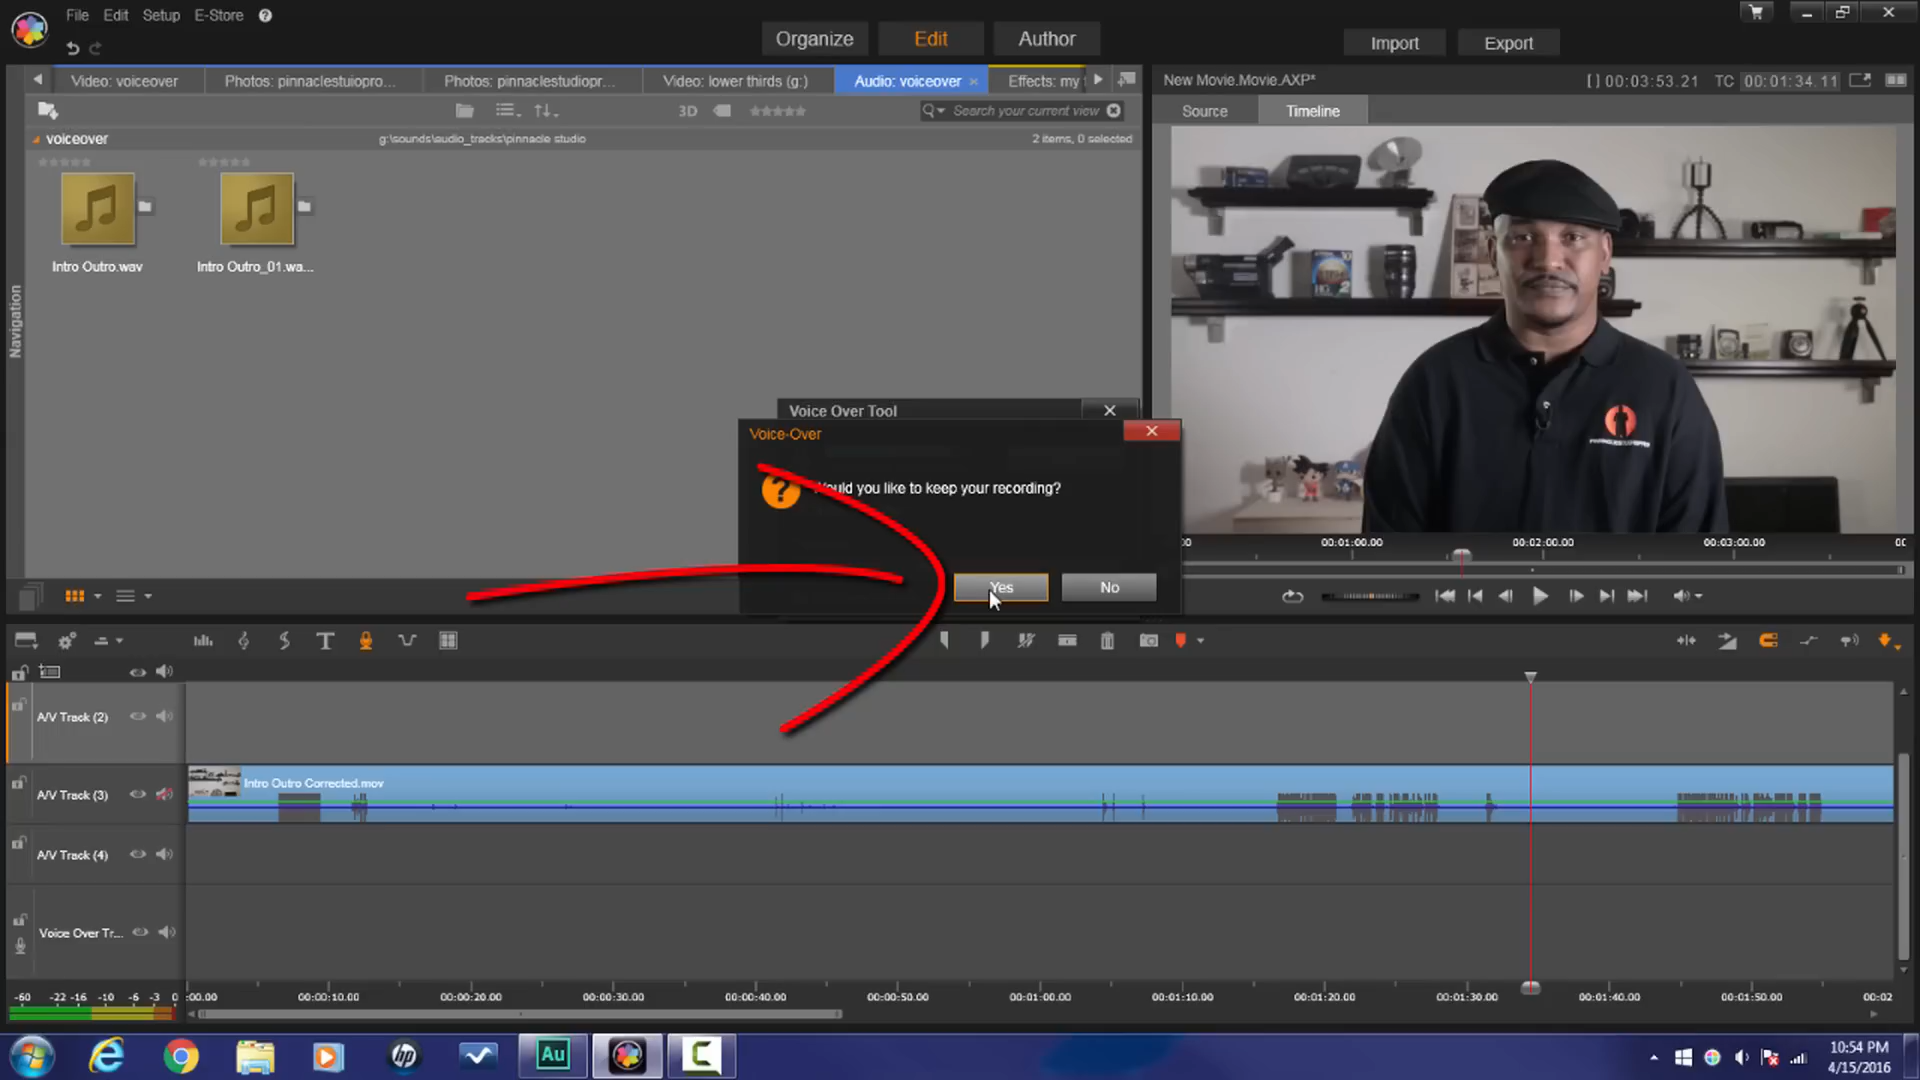 File Edit Setup E-Store ?
Organize Edit Author
Import Export
Video: voiceover Photos: pinnaclestuiopro... Photos: pinnaclestudiopr... Video: lower thirds (g:) Audio: voiceover × Effects: my
New Movie.Movie.AXP* [ ] 00:03:53.21 TC 00:01:34.11
3D Search your current view
Source Timeline
voiceover g:\sounds\audio_tracks\pinnacle studio 2 items, 0 selected
Intro Outro.wav Intro Outro_01.wa...
Navigation
Voice Over Tool
Voice-Over
?
ould you like to keep your recording?
Yes No
00 00:01:00.00 00:02:00.00 00:03:00.00 0(
A/V Track (2)
Intro Outro Corrected.mov
A/V Track (3)
A/V Track (4)
Voice Over Tr...
-60 -22 -16 -10 -6 -3 0 :00.00 00:00:10.00 00:00:20.00 00:00:30.00 00:00:40.00 00:00:50.00 00:01:00.00 00:01:10.00 00:01:20.00 00:01:30.00 00:01:40.00 00:01:50.00 00:02
hp Au C
10:54 PM
4/15/2016